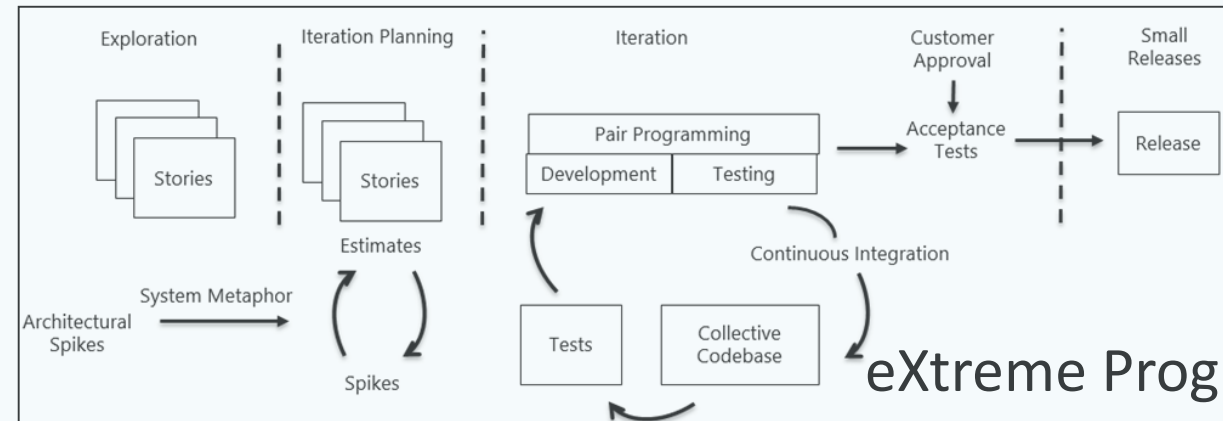 Exploration
Iteration Planning
Iteration
Customer
Approval
Small
Releases
Stories
Stories
Pair Programming
Development
Testing
Acceptance
Tests
Release
Estimates
Continuous Integration
System Metaphor
Architectural
Spikes
Spikes
Tests
Collective
Codebase
eXtreme Prog